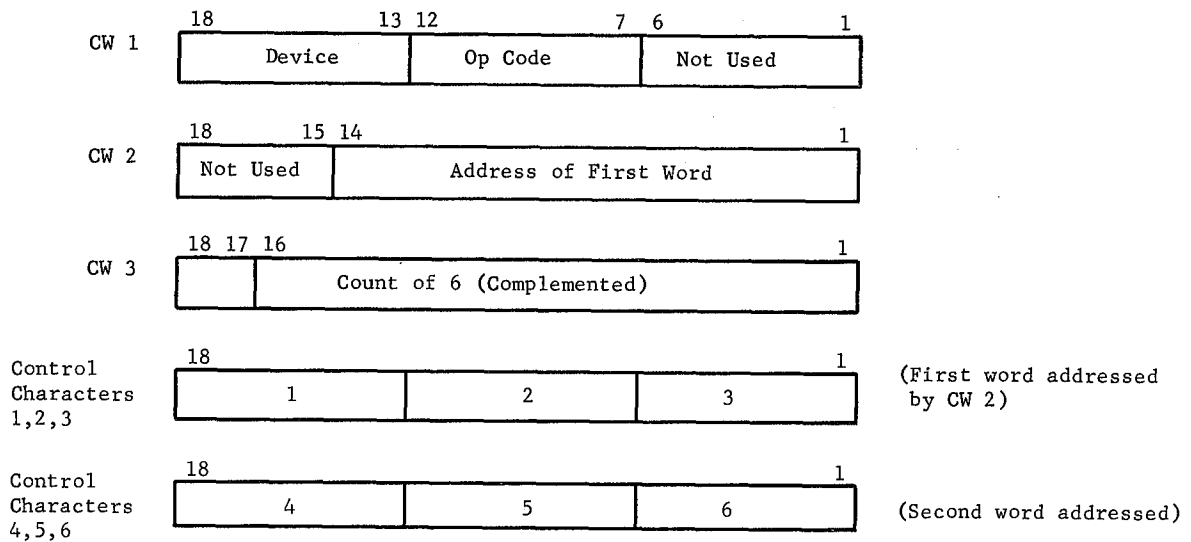 18 13 12 7 6 1
CW 1
Device Op Code Not Used
18 15 14 1
CW 2
Not Used Address of First Word
18 17 16 1
CW 3
Count of 6 (Complemented)
18 1
Control
Characters
1,2,3
1 2 3
(First word addressed
by CW 2)
18 1
Control
Characters
4,5,6
4 5 6
(Second word addressed)